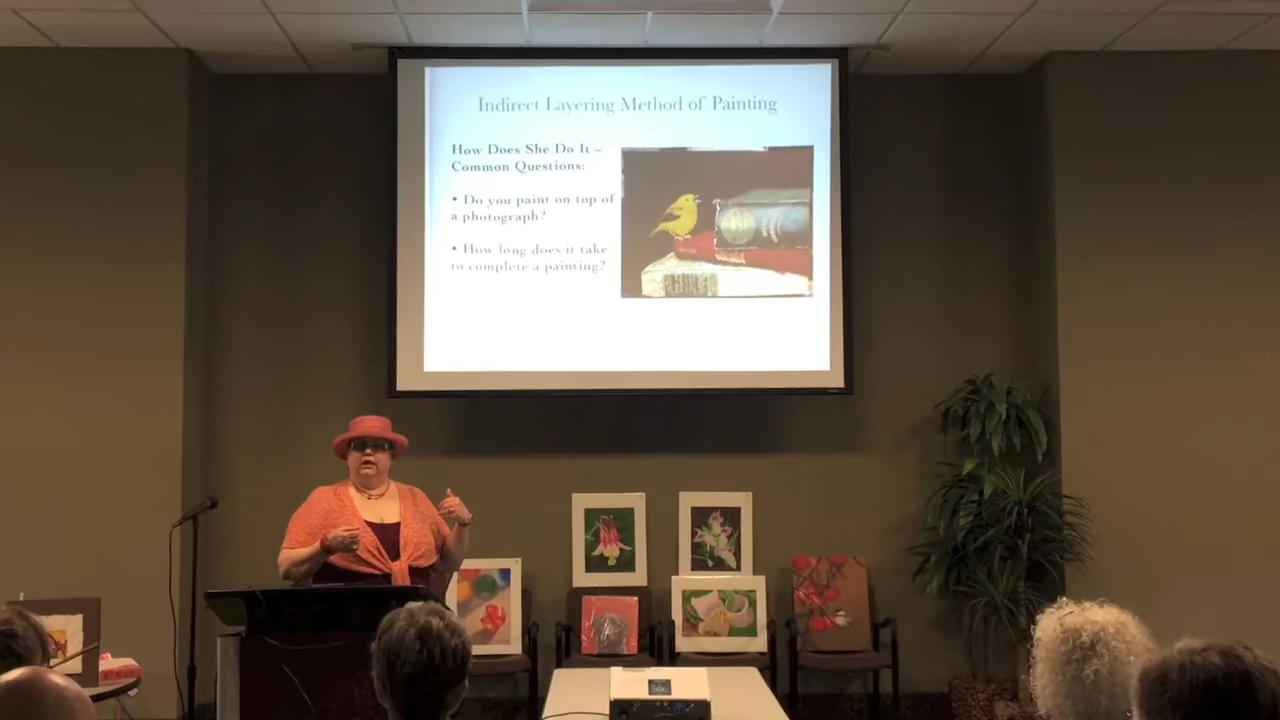 Indirect Layering Method of Painting
How Does She Do It –
Common Questions:
• Do you paint on top of
a photograph?
• How long does it take
to complete a painting?